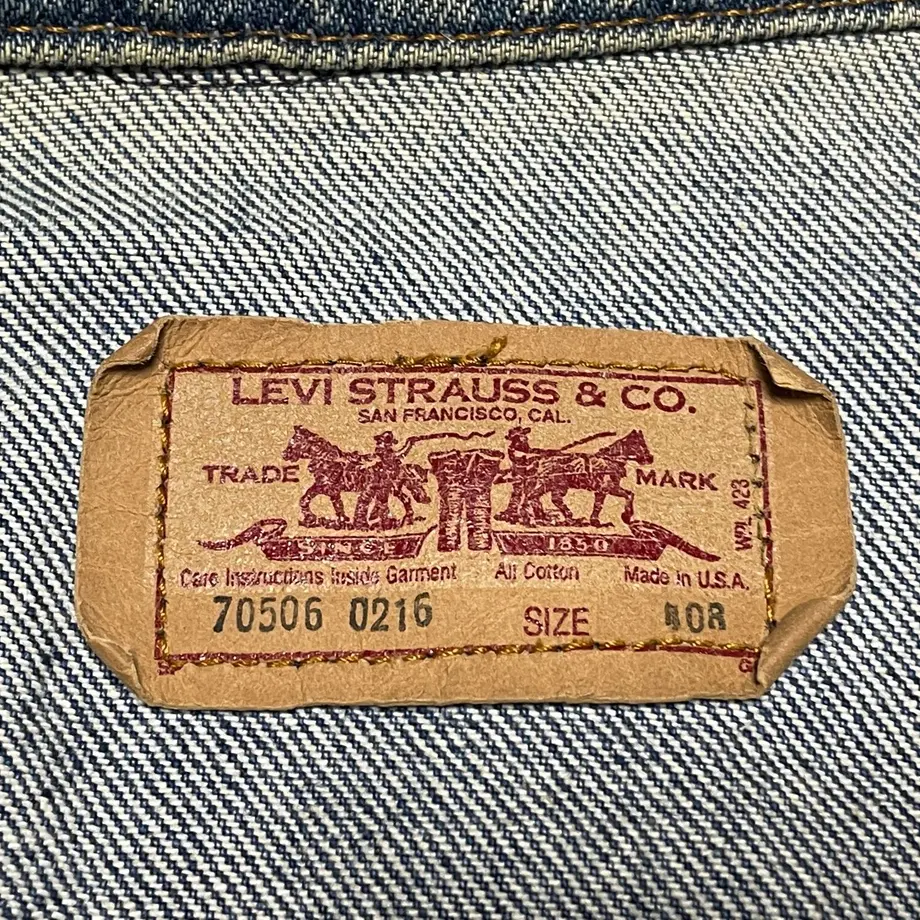 LEVI STRAUSS & CO.
SAN FRANCISCO, CAL.
TRADE MARK
SINCE 1850
WPL 423
Care Instructions Inside Garment All Cotton Made in U.S.A.
70506 0216 SIZE 40R